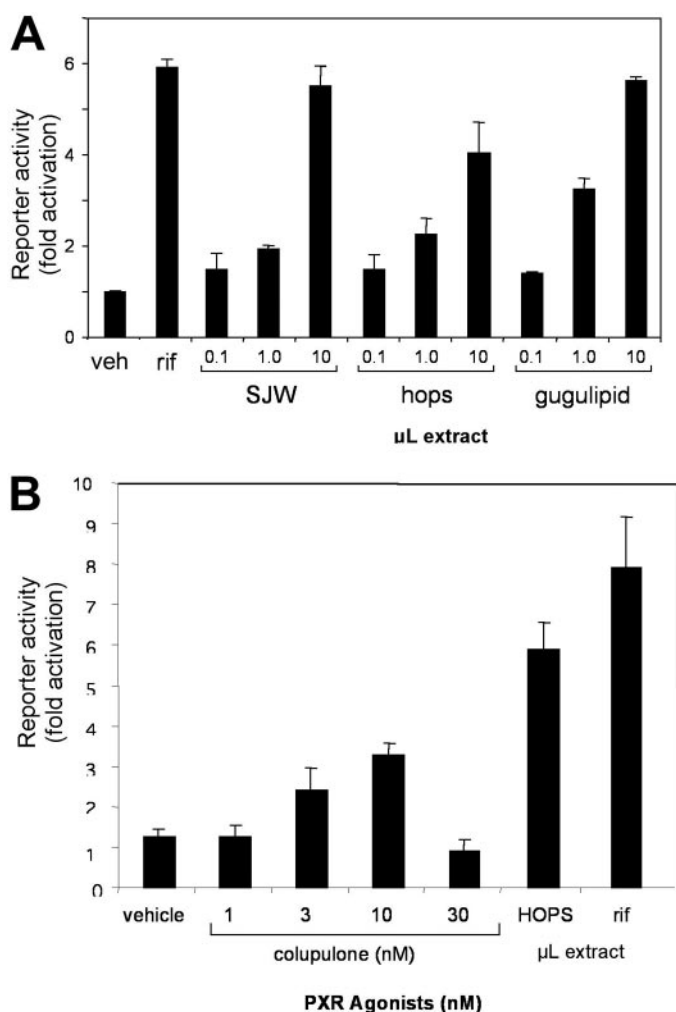 A
Reporter activity
(fold activation)
6
4
2
0
veh rif 0.1 1.0 10 0.1 1.0 10 0.1 1.0 10
SJW hops gugulipid
µL extract
B
Reporter activity
(fold activation)
10
9
8
7
6
5
4
3
2
1
0
vehicle 1 3 10 30 HOPS rif
colupulone (nM) µL extract
PXR Agonists (nM)